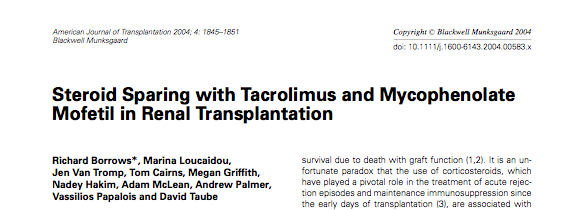 American Journal of Transplantation 2004; 4: 1845–1851
Blackwell Munksgaard
Copyright © Blackwell Munksgaard 2004
doi: 10.1111/j.1600-6143.2004.00583.x
Steroid Sparing with Tacrolimus and Mycophenolate
Mofetil in Renal Transplantation
Richard Borrows*, Marina Loucaidou,
Jen Van Tromp, Tom Cairns, Megan Griffith,
Nadey Hakim, Adam McLean, Andrew Palmer,
Vassilios Papalois and David Taube
survival due to death with graft function (1,2). It is an un-
fortunate paradox that the use of corticosteroids, which
have played a pivotal role in the treatment of acute rejec-
tion episodes and maintenance immunosuppression since
the early days of transplantation (3), are associated with